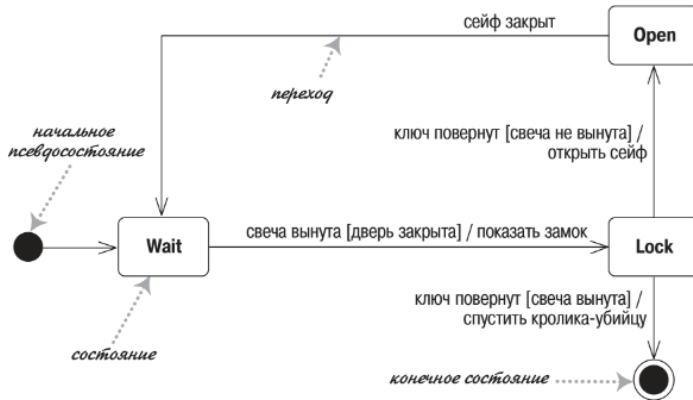 сейф закрыт
Open
переход
начальное
псевдосостояние
ключ повернут [свеча не вынута] /
открыть сейф
Wait
свеча вынута [дверь закрыта] / показать замок
Lock
ключ повернут [свеча вынута] /
спустить кролика-убийцу
состояние
конечное состояние